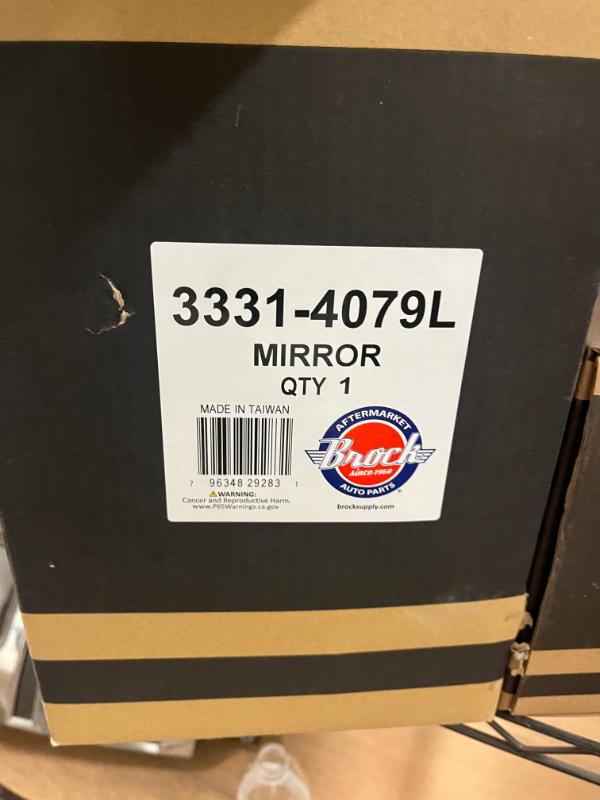 3331-4079L
MIRROR
QTY 1
MADE IN TAIWAN
7 96348 29283 1
⚠WARNING:
Cancer and Reproductive Harm.
www.P65Warnings.ca.gov
AFTERMARKET
Brock
Since 1960
AUTO PARTS
®
brocksupply.com